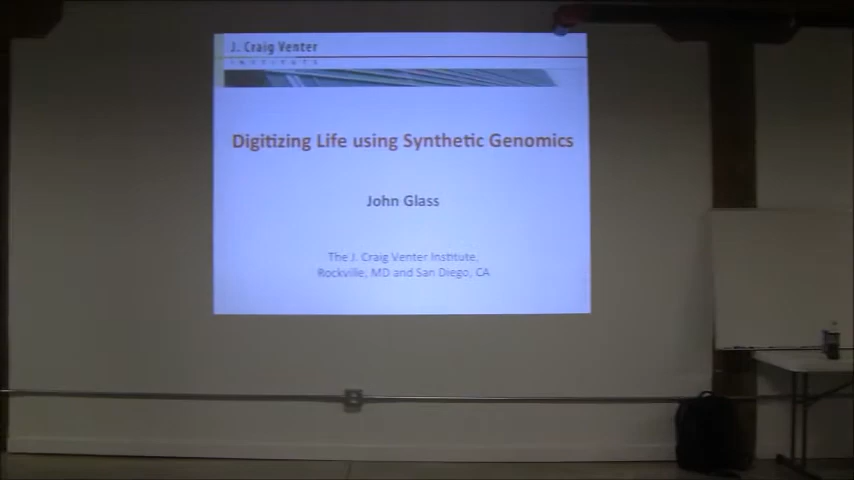 J. Craig Venter
INSTITUTE
Digitizing Life using Synthetic Genomics
John Glass
The J. Craig Venter Institute,
Rockville, MD and San Diego, CA